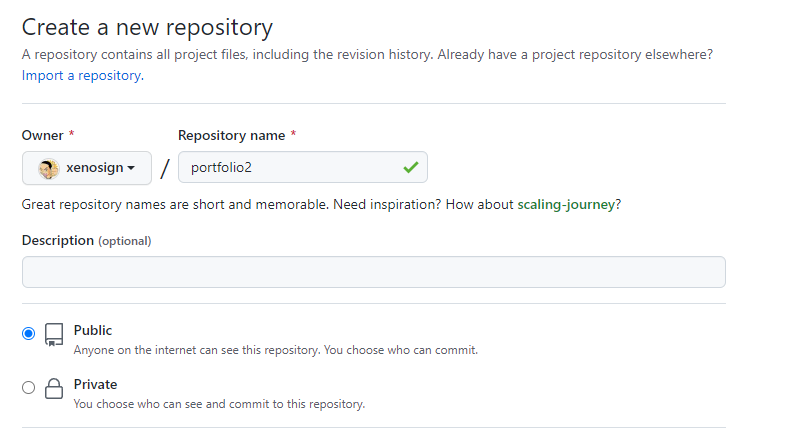 Create a new repository
A repository contains all project files, including the revision history. Already have a project repository elsewhere?
Import a repository.
Owner * Repository name *
xenosign / portfolio2
Great repository names are short and memorable. Need inspiration? How about scaling-journey?
Description (optional)
Public
Anyone on the internet can see this repository. You choose who can commit.
Private
You choose who can see and commit to this repository.